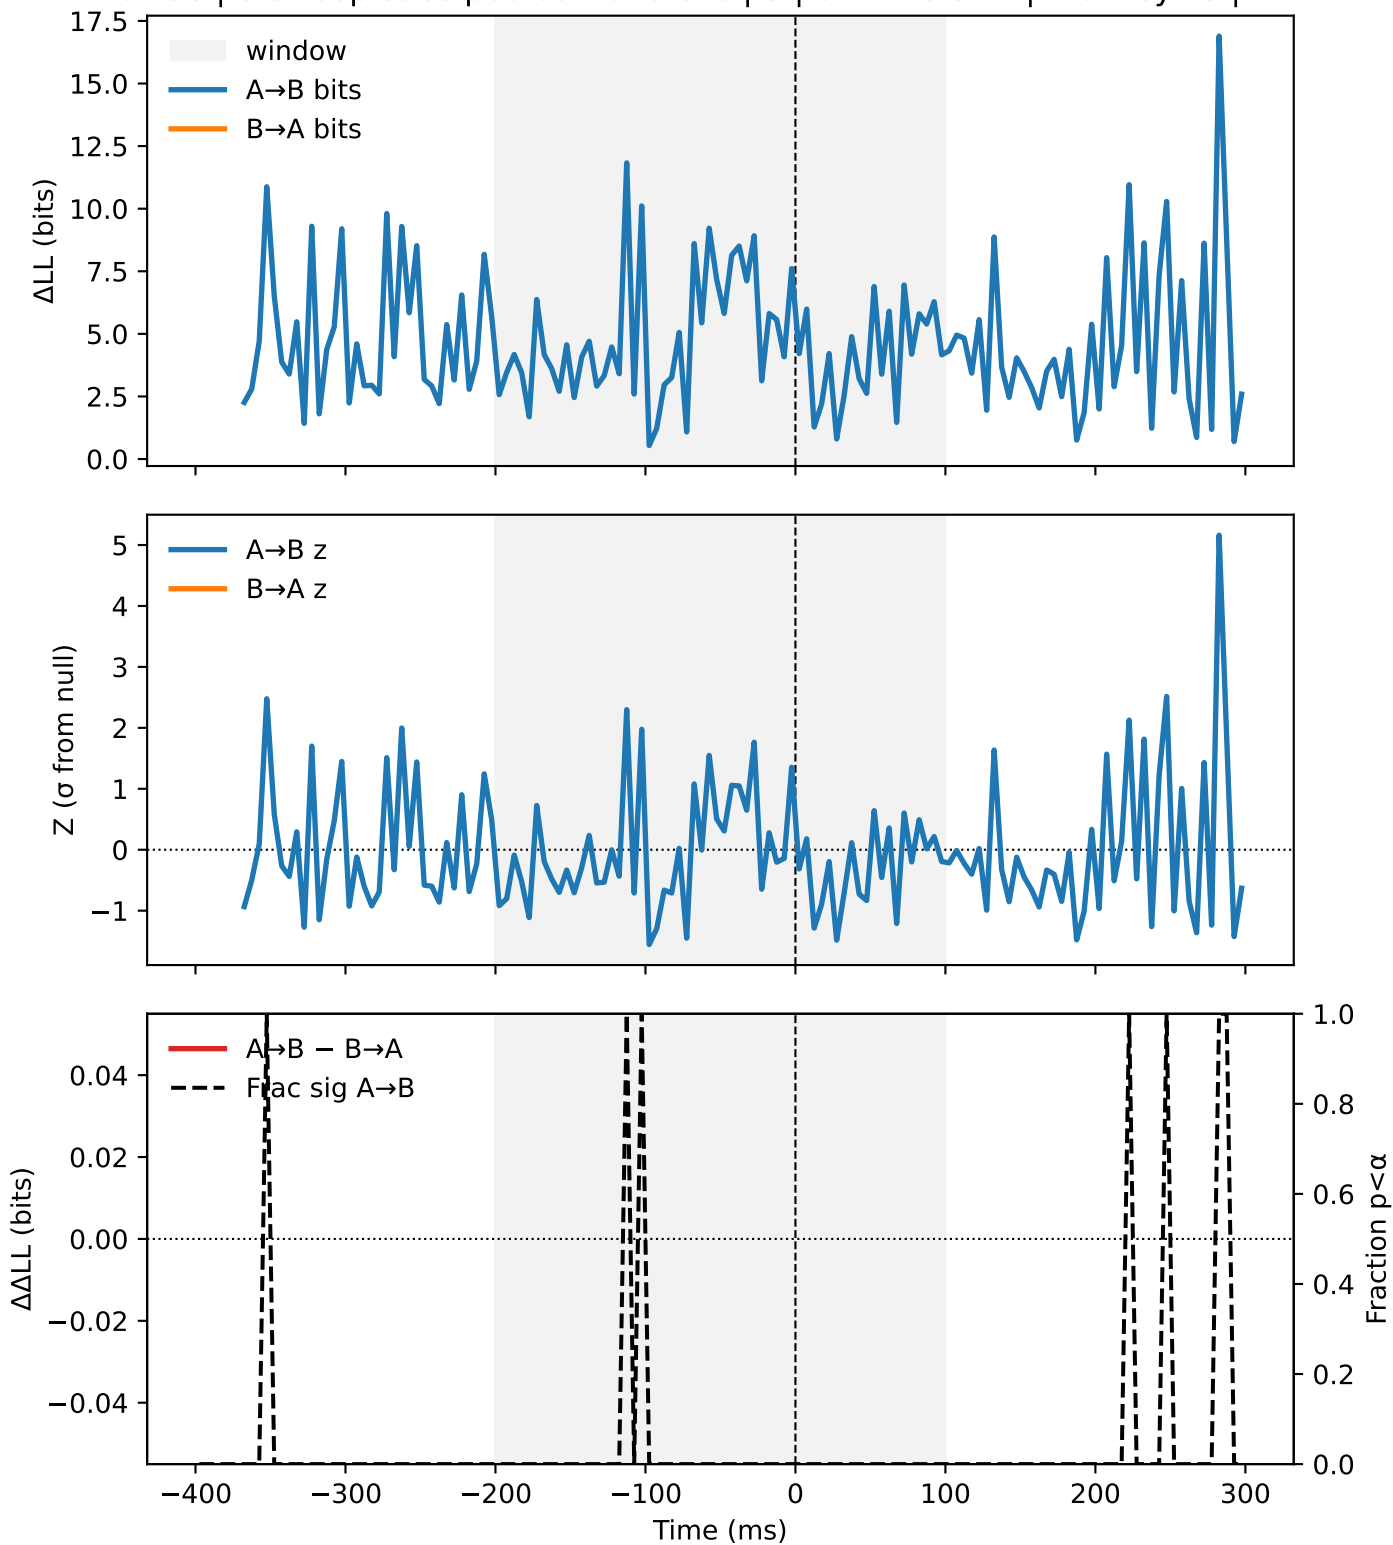 17.5
15.0
12.5
10.0
7.5
5.0
2.5
0.0
ΔLL (bits)
window
A→B bits
B→A bits
5
4
3
2
1
0
−1
Z (σ from null)
A→B z
B→A z
0.04
0.02
0.00
−0.02
−0.04
ΔΔLL (bits)
A→B − B→A
Frac sig A→B
1.0
0.8
0.6
0.4
0.2
0.0
Fraction p<α
−400 −300 −200 −100 0 100 200 300
Time (ms)